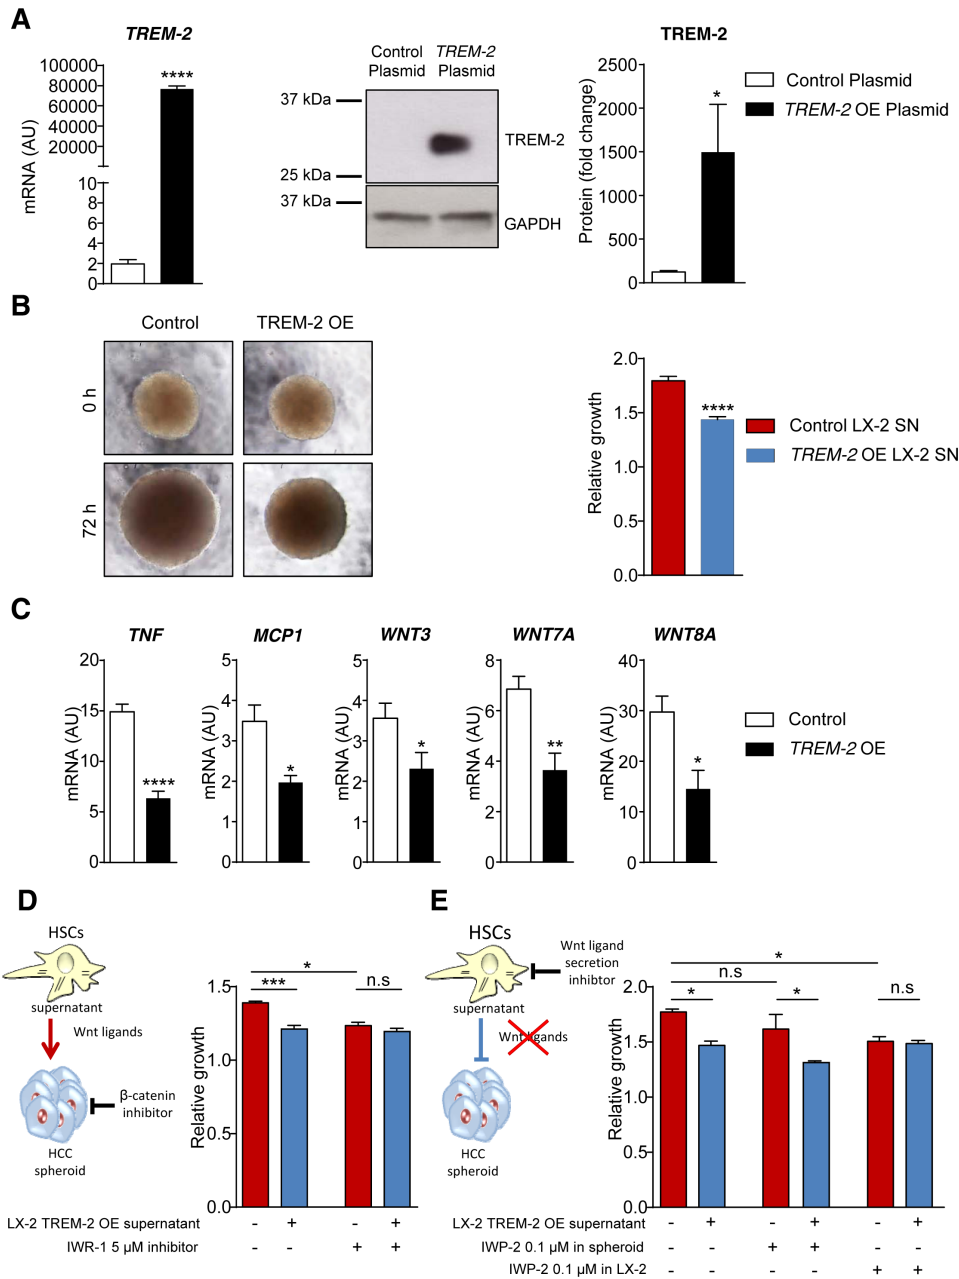 A
TREM-2
mRNA (AU)
100000
80000
60000
40000
20000
10
8
6
4
2
0
****
Control Plasmid
TREM-2 Plasmid
37 kDa
25 kDa
37 kDa
TREM-2
GAPDH
TREM-2
Protein (fold change)
2500
2000
1500
1000
500
0
*
Control Plasmid
TREM-2 OE Plasmid
B
Control
TREM-2 OE
0 h
72 h
Relative growth
2.0
1.5
1.0
0.5
0.0
****
Control LX-2 SN
TREM-2 OE LX-2 SN
C
TNF
mRNA (AU)
20
15
10
5
0
****
MCP1
mRNA (AU)
5
4
3
2
1
0
*
WNT3
mRNA (AU)
5
4
3
2
1
0
*
WNT7A
mRNA (AU)
8
6
4
2
0
**
WNT8A
mRNA (AU)
40
30
20
10
0
*
Control
TREM-2 OE
D
HSCs
supernatant
Wnt ligands
β-catenin
inhibitor
HCC
spheroid
Relative growth
1.5
1.0
0.5
0.0
*
***
n.s
LX-2 TREM-2 OE supernatant - + - +
IWR-1 5 µM inhibitor - - + +
E
HSCs
Wnt ligand
secretion
inhibtor
supernatant
Wnt ligands
HCC
spheroid
Relative growth
2.0
1.5
1.0
0.5
0.0
*
n.s
*
*
n.s
LX-2 TREM-2 OE supernatant - + - + - +
IWP-2 0.1 µM in spheroid - - + + - -
IWP-2 0.1 µM in LX-2 - - - - + +